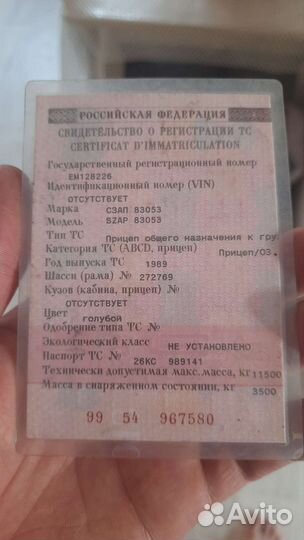 РОССИЙСКАЯ ФЕДЕРАЦИЯ
СВИДЕТЕЛЬСТВО О РЕГИСТРАЦИИ ТС
CERTIFICAT D'IMMATRICULATION
Государственный регистрационный номер
ЕМ128226
Идентификационный номер (VIN)
ОТСУТСТВУЕТ
Марка СЗАП 83053
Модель SZAP 83053
Тип ТС Прицеп общего назначения к гру
Категория ТС (ABCD, прицеп) Прицеп/О3.
Год выпуска ТС 1989
Шасси (рама) № 272769
Кузов (кабина, прицеп) №
ОТСУТСТВУЕТ
Цвет голубой
Одобрение типа ТС №
Экологический класс НЕ УСТАНОВЛЕНО
Паспорт ТС № 26КС 989141
Технически допустимая макс. масса, кг 11500
Масса в снаряженном состоянии, кг 3500
99 54 967580
Avito